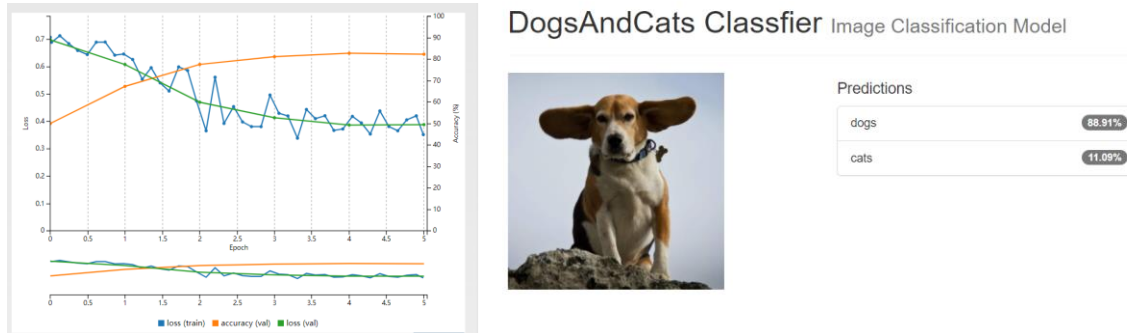 100
90
80
70
60
50
40
30
20
10
0
Accuracy (%)
0.7
0.6
0.5
0.4
0.3
0.2
0.1
0
Loss
0 0.5 1 1.5 2 2.5 3 3.5 4 4.5 5
Epoch
0 0.5 1 1.5 2 2.5 3 3.5 4 4.5 5
loss (train) accuracy (val) loss (val)
DogsAndCats Classfier Image Classification Model
Predictions
dogs 88.91%
cats 11.09%